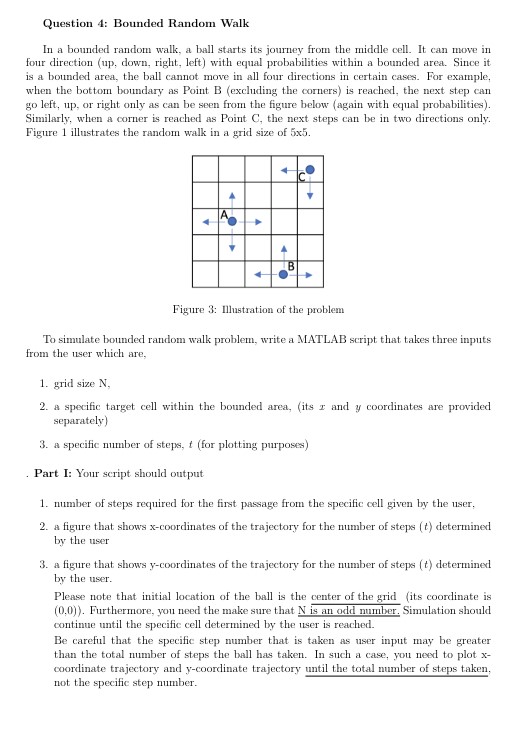 Question 4: Bounded Random Walk
In a bounded random walk, a ball starts its journey from the middle cell. It can move in
four direction (up, down, right, left) with equal probabilities within a bounded area. Since it
is a bounded area, the ball cannot move in all four directions in certain cases. For example,
when the bottom boundary as Point B (excluding the corners) is reached, the next step can
go left, up, or right only as can be seen from the figure below (again with equal probabilities).
Similarly, when a corner is reached as Point C, the next steps can be in two directions only.
Figure 1 illustrates the random walk in a grid size of 5x5.
C
A
B
Figure 3: Illustration of the problem
To simulate bounded random walk problem, write a MATLAB script that takes three inputs
from the user which are,
1. grid size N,
2. a specific target cell within the bounded area, (its x and y coordinates are provided
separately)
3. a specific number of steps, t (for plotting purposes)
. Part I: Your script should output
1. number of steps required for the first passage from the specific cell given by the user,
2. a figure that shows x-coordinates of the trajectory for the number of steps (t) determined
by the user
3. a figure that shows y-coordinates of the trajectory for the number of steps (t) determined
by the user.
Please note that initial location of the ball is the center of the grid (its coordinate is
(0,0)). Furthermore, you need the make sure that N is an odd number. Simulation should
continue until the specific cell determined by the user is reached.
Be careful that the specific step number that is taken as user input may be greater
than the total number of steps the ball has taken. In such a case, you need to plot x-
coordinate trajectory and y-coordinate trajectory until the total number of steps taken,
not the specific step number.